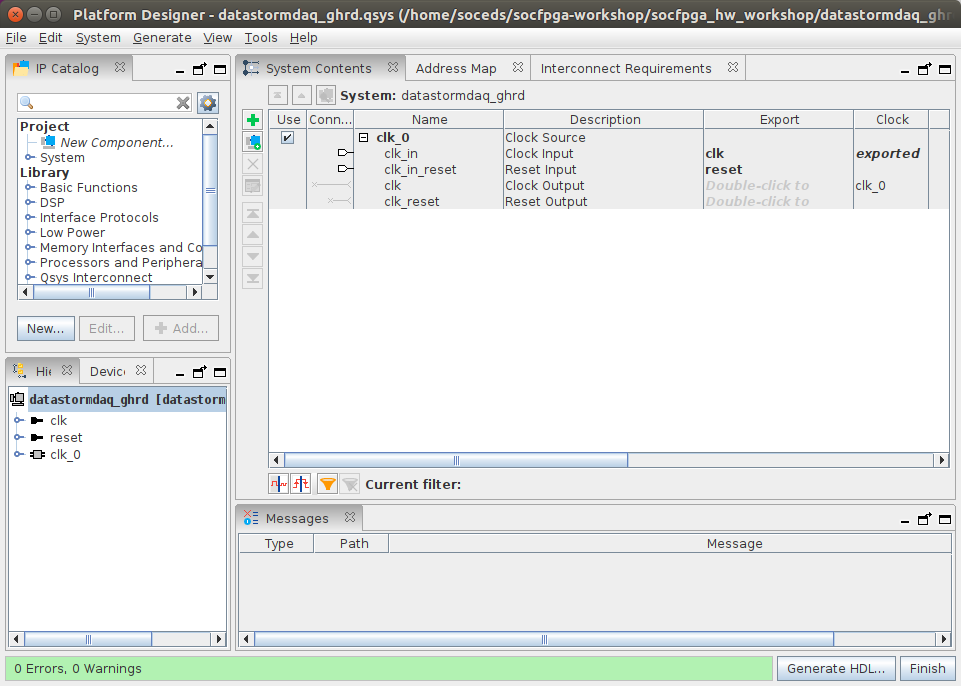 Platform Designer - datastormdaq_ghrd.qsys (/home/soceds/socfpga-workshop/socfpga_hw_workshop/datastormdaq_ghr
File Edit System Generate View Tools Help
IP Catalog
Project
New Component...
System
Library
Basic Functions
DSP
Interface Protocols
Low Power
Memory Interfaces and Co
Processors and Periphera
Qsys Interconnect
New... Edit... Add...
Hie Device
datastormdaq_ghrd [datastorm
clk
reset
clk_0
System Contents Address Map Interconnect Requirements
System: datastormdaq_ghrd
Use Conn... Name Description Export Clock
clk_0 Clock Source
clk_in Clock Input clk exported
clk_in_reset Reset Input reset
clk Clock Output Double-click to clk_0
clk_reset Reset Output Double-click to
Current filter:
Messages
Type Path Message
0 Errors, 0 Warnings Generate HDL... Finish